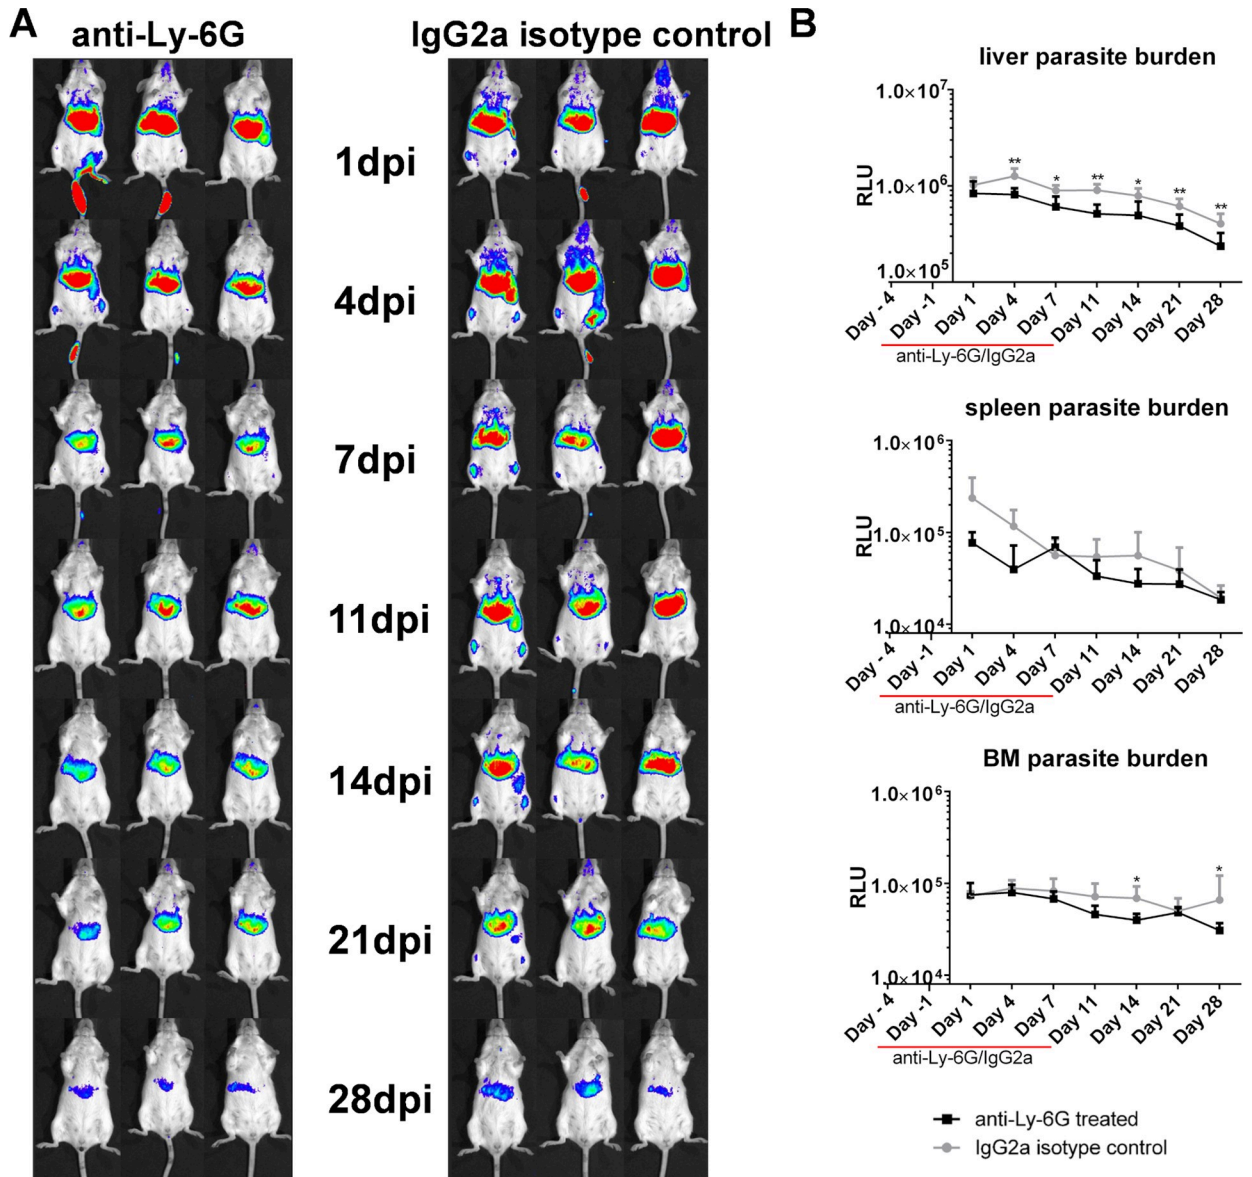 A
anti-Ly-6G
IgG2a isotype control
1dpi
4dpi
7dpi
11dpi
14dpi
21dpi
28dpi
B
liver parasite burden
1.0×10⁷
1.0×10⁶
1.0×10⁵
RLU
** * ** * ** **
Day - 4 Day -1 Day 1 Day 4 Day 7 Day 11 Day 14 Day 21 Day 28
anti-Ly-6G/IgG2a
spleen parasite burden
1.0×10⁶
1.0×10⁵
1.0×10⁴
RLU
Day - 4 Day -1 Day 1 Day 4 Day 7 Day 11 Day 14 Day 21 Day 28
anti-Ly-6G/IgG2a
BM parasite burden
1.0×10⁶
1.0×10⁵
1.0×10⁴
RLU
* *
Day - 4 Day -1 Day 1 Day 4 Day 7 Day 11 Day 14 Day 21 Day 28
anti-Ly-6G/IgG2a
anti-Ly-6G treated
IgG2a isotype control